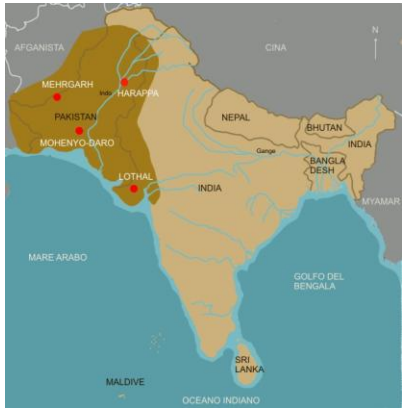 AFGANISTA
CINA
N
MEHRGARH
Indo
HARAPPA
PAKISTAN
MOHENYO-DARO
NEPAL
BHUTAN
Gange
BANGLA
DESH
INDIA
LOTHAL
INDIA
MYAMAR
MARE ARABO
GOLFO DEL
BENGALA
SRI
LANKA
MALDIVE
OCEANO INDIANO